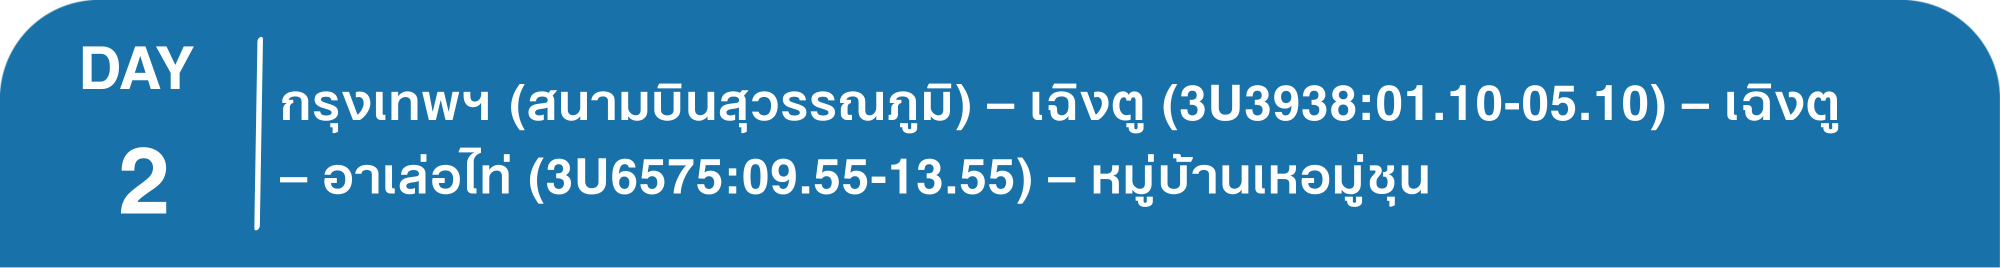 DAY
2
กรุงเทพฯ (สนามบินสุวรรณภูมิ) – เฉิงตู (3U3938:01.10-05.10) – เฉิงตู
– อาเล่อไท่ (3U6575:09.55-13.55) – หมู่บ้านเหอมู่ชุน